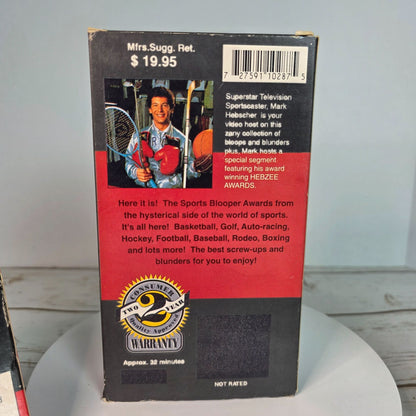 Mfrs.Sugg. Ret.
$ 19.95
7 27591 10287 5
Superstar Television
Sportscaster, Mark
Hebscher is your
video host on this
zany collection of
bloops and blunders
plus, Mark hosts a
special segment
featuring his award
winning HEBZEE
AWARDS.
Here it is! The Sports Blooper Awards from
the hysterical side of the world of sports.
It's all here! Basketball, Golf, Auto-racing,
Hockey, Football, Baseball, Rodeo, Boxing
and lots more! The best screw-ups and
blunders for you to enjoy!
CONSUMER
TWO 2 YEAR
Quality Approved
WARRANTY
Approx. 32 minutes
NOT RATED